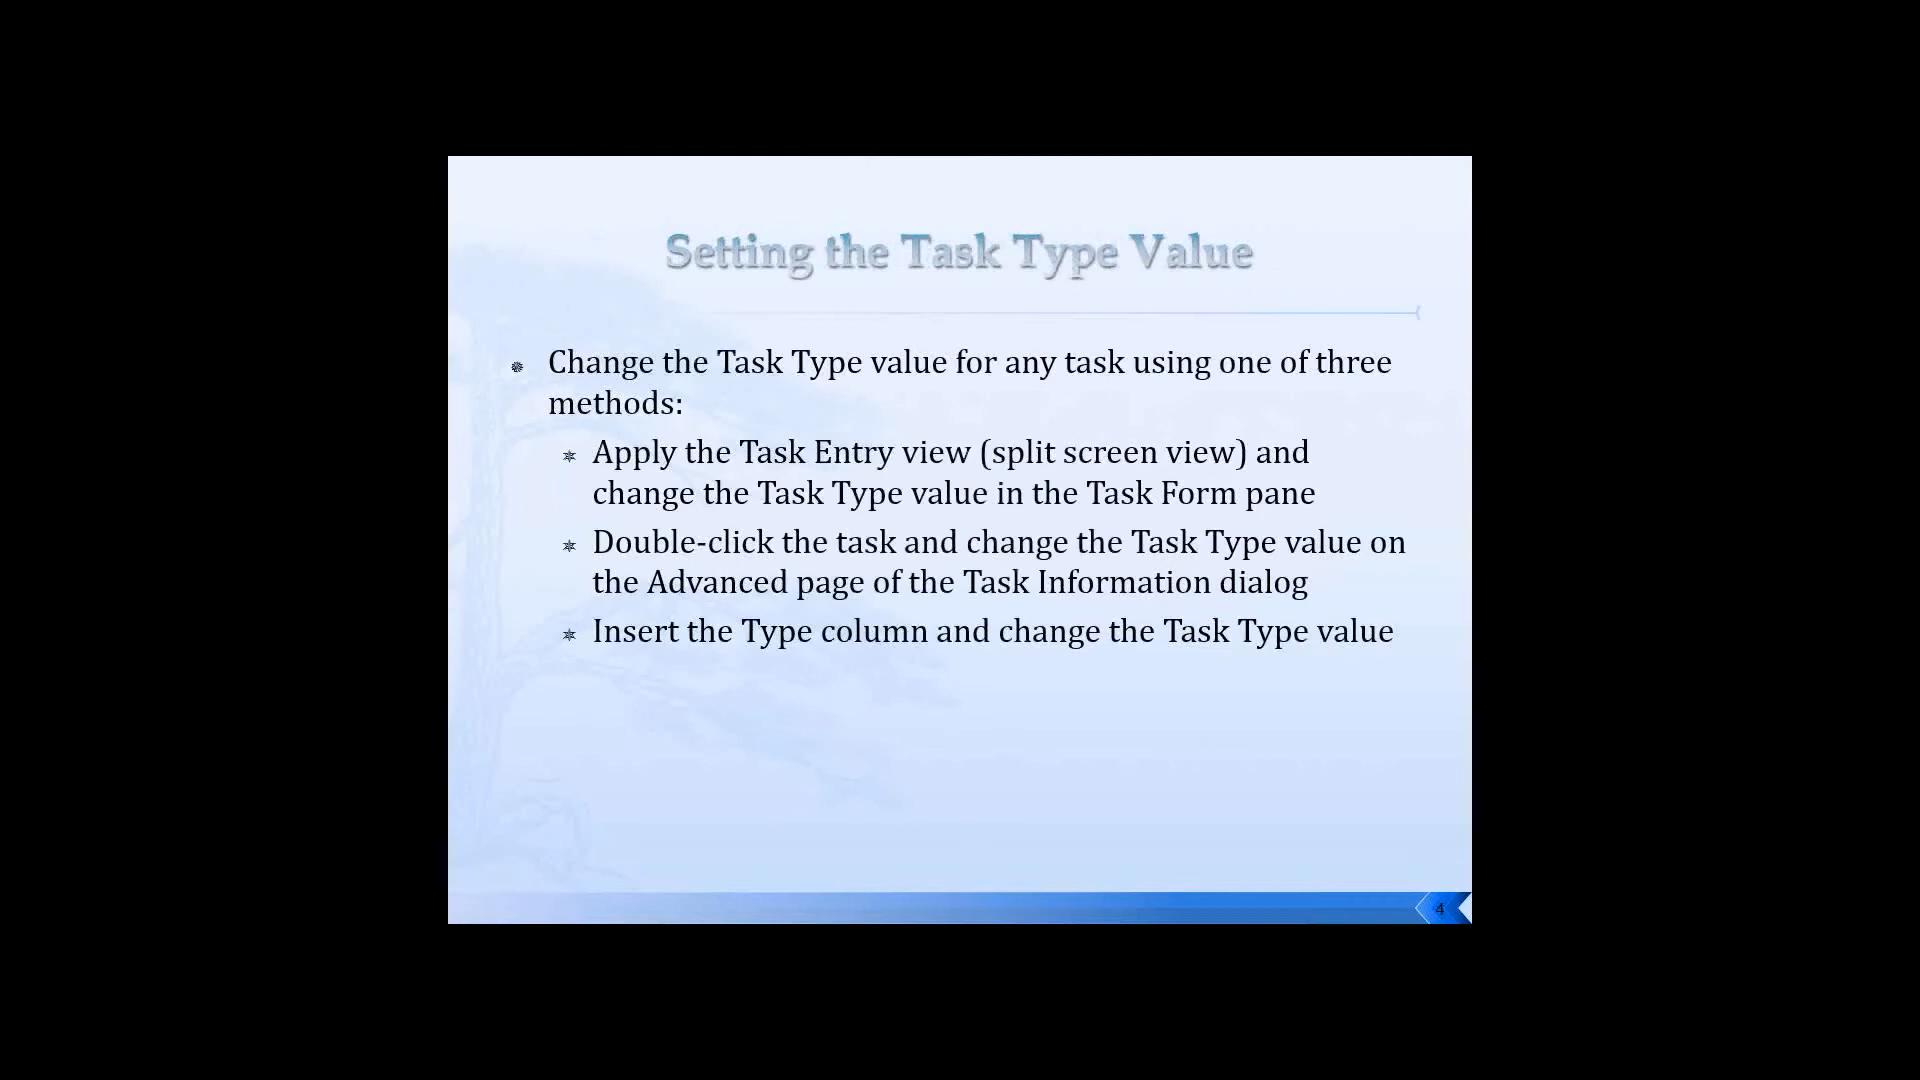 Setting the Task Type Value
Change the Task Type value for any task using one of three
methods:
Apply the Task Entry view (split screen view) and
change the Task Type value in the Task Form pane
Double-click the task and change the Task Type value on
the Advanced page of the Task Information dialog
Insert the Type column and change the Task Type value
4